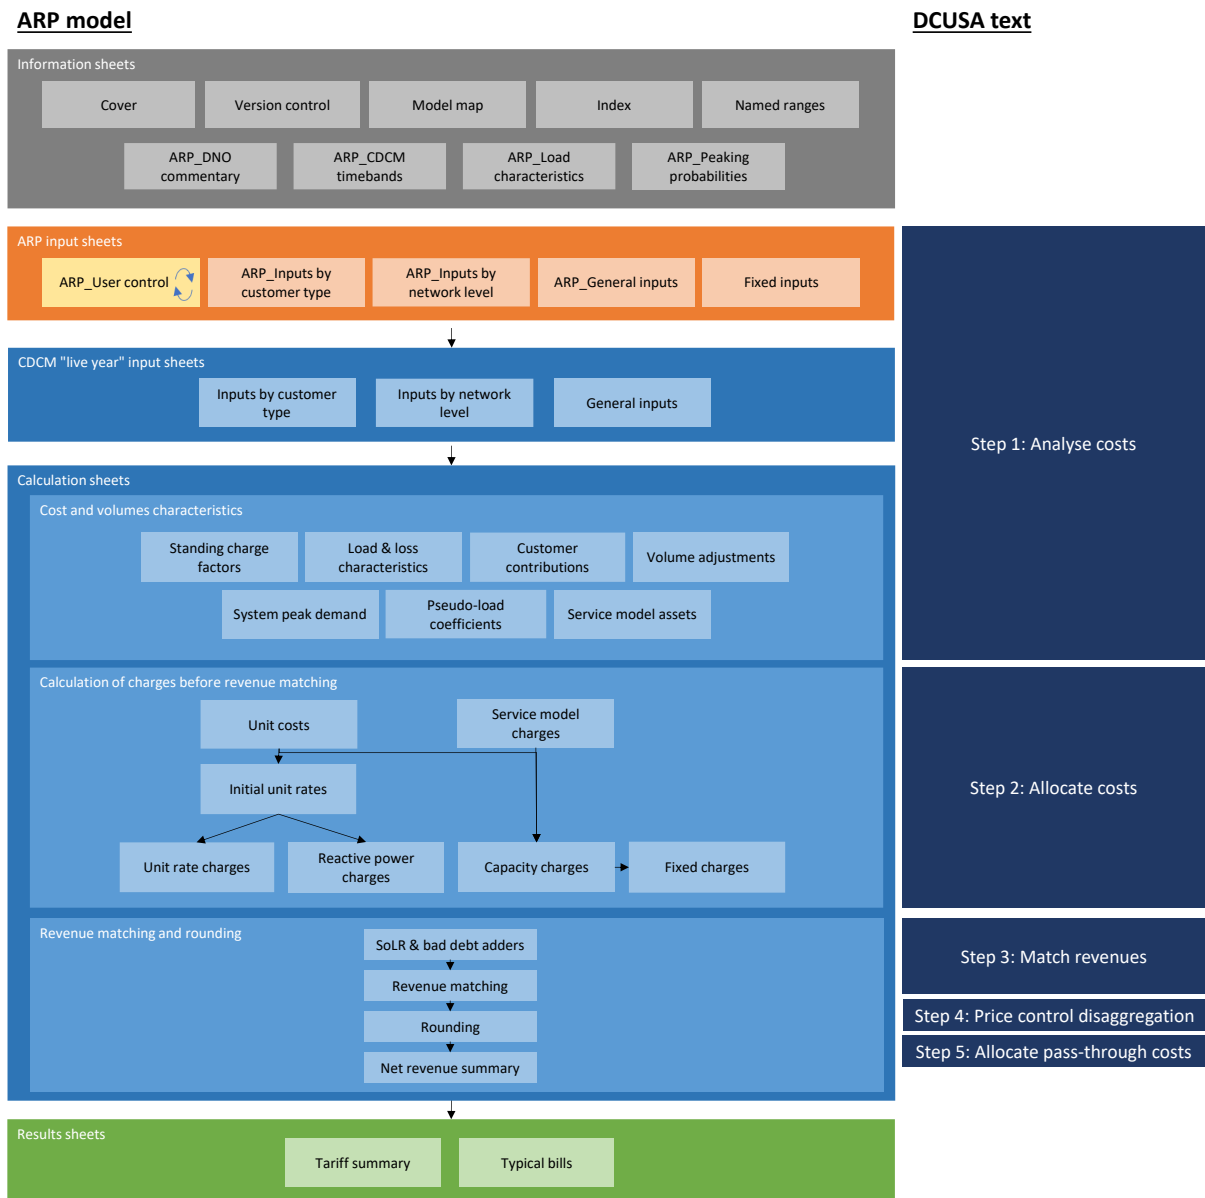 ARP model
DCUSA text
Information sheets
Cover
Version control
Model map
Index
Named ranges
ARP_DNO
commentary
ARP_CDCM
timebands
ARP_Load
characteristics
ARP_Peaking
probabilities
ARP input sheets
ARP_User control
ARP_Inputs by
customer type
ARP_Inputs by
network level
ARP_General inputs
Fixed inputs
CDCM "live year" input sheets
Inputs by customer
type
Inputs by network
level
General inputs
Step 1: Analyse costs
Calculation sheets
Cost and volumes characteristics
Standing charge
factors
Load & loss
characteristics
Customer
contributions
Volume adjustments
System peak demand
Pseudo-load
coefficients
Service model assets
Calculation of charges before revenue matching
Unit costs
Service model
charges
Initial unit rates
Step 2: Allocate costs
Unit rate charges
Reactive power
charges
Capacity charges
Fixed charges
Revenue matching and rounding
SoLR & bad debt adders
Revenue matching
Rounding
Net revenue summary
Step 3: Match revenues
Step 4: Price control disaggregation
Step 5: Allocate pass-through costs
Results sheets
Tariff summary
Typical bills